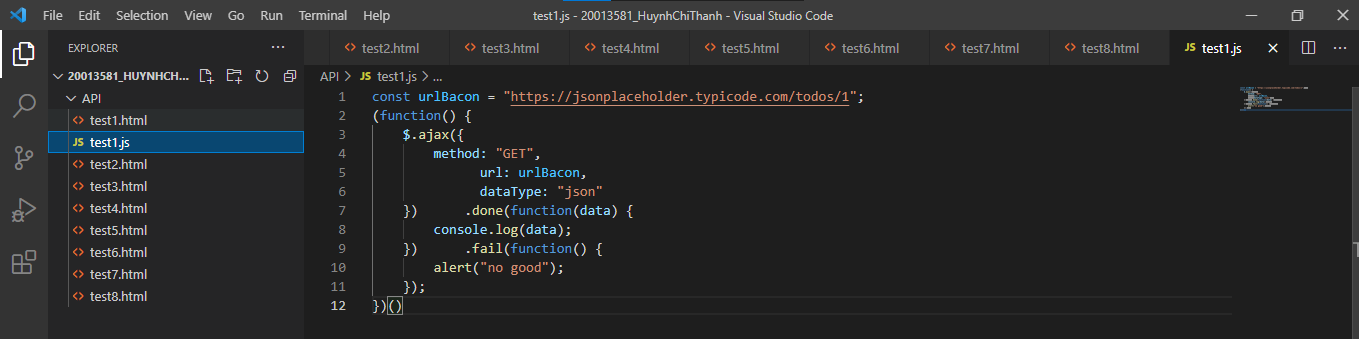 File Edit Selection View Go Run Terminal Help test1.js - 20013581_HuynhChiThanh - Visual Studio Code
EXPLORER ... test2.html test3.html test4.html test5.html test6.html test7.html test8.html JS test1.js ...
20013581_HUYNHCH...
API
test1.html
JS test1.js
test2.html
test3.html
test4.html
test5.html
test6.html
test7.html
test8.html
API > JS test1.js > ...
1 const urlBacon = "https://jsonplaceholder.typicode.com/todos/1";
2 (function() {
3 $.ajax({
4 method: "GET",
5 url: urlBacon,
6 dataType: "json"
7 }) .done(function(data) {
8 console.log(data);
9 }) .fail(function() {
10 alert("no good");
11 });
12 })()